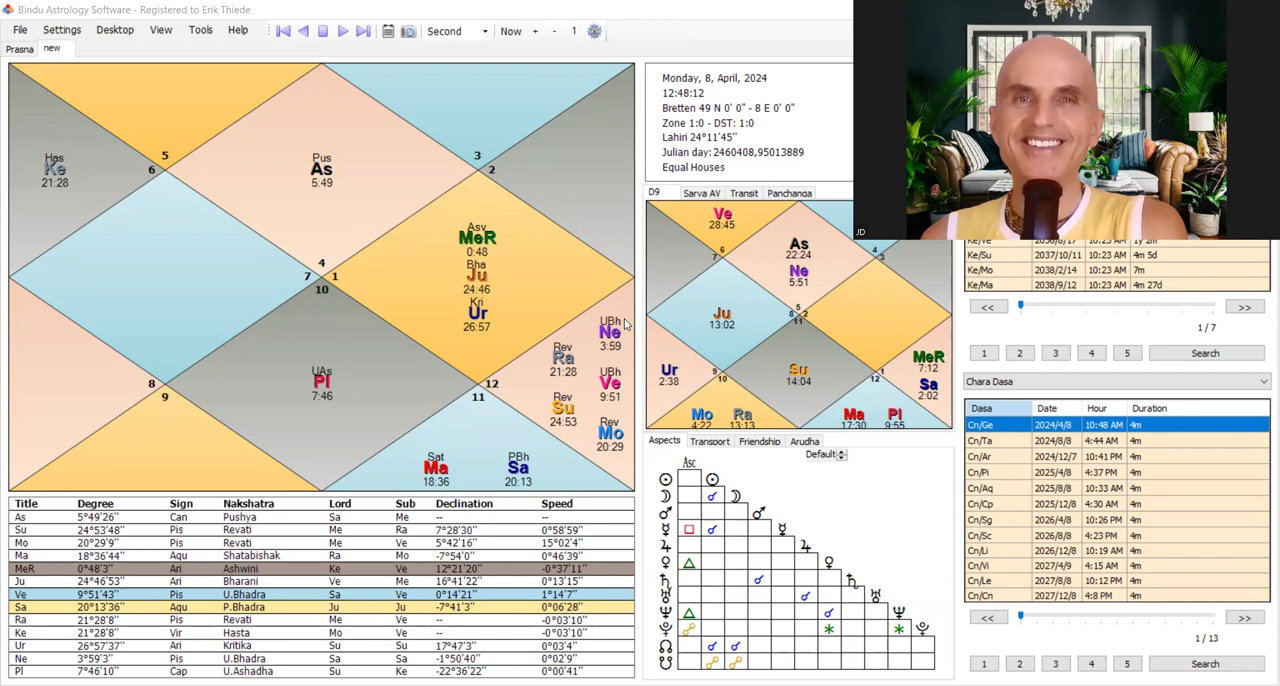 Bindu Astrology Software - Registered to Erik Thiede
File Settings Desktop View Tools Help Second Now + - 1
Prasna new
5 3
6 2
Has
Ke
21:28
Pus
As
5:49
Asv
MeR
0:48
Bha
Ju
24:46
Kri
Ur
26:57
4
7 1
10
UBh
Ne
3:59
Rev
Ra
21:28
UBh
Ve
9:51
Rev
Su
24:53
Rev
Mo
20:29
UAs
Pl
7:46
8 12
9 11
Sat
Ma
18:36
PBh
Sa
20:13
Monday, 8, April, 2024
12:48:12
Bretten 49 N 0' 0" - 8 E 0' 0"
Zone 1:0 - DST: 1:0
Lahiri 24°11'45"
Julian day: 2460408,95013889
Equal Houses
D9 Sarva AV Transit Panchanga
Ve
28:45
As
22:24
Ne
5:51
6 4
7 3
Ju
13:02
5
8 2
11
Su
14:04
MeR
7:12
Sa
2:02
Ur
2:38
9 1
10 12
Mo
4:22
Ra
13:13
Ma
17:30
Pl
9:55
Aspects Transport Friendship Arudha
Default
Asc
Title Degree Sign Nakshatra Lord Sub Declination Speed
As 5°49'26" Can Pushya Sa Me -- --
Su 24°53'48" Pis Revati Me Ra 7°28'30" 0°58'59"
Mo 20°29'9" Pis Revati Me Ve 5°42'16" 15°02'4"
Ma 18°36'44" Aqu Shatabishak Ra Mo -7°54'0" 0°46'39"
MeR 0°48'3" Ari Ashwini Ke Ve 12°21'20" -0°37'11"
Ju 24°46'53" Ari Bharani Ve Me 16°41'22" 0°13'15"
Ve 9°51'43" Pis U.Bhadra Sa Ve 0°14'21" 1°14'7"
Sa 20°13'36" Aqu P.Bhadra Ju Ju -7°41'3" 0°06'28"
Ra 21°28'8" Pis Revati Me Ve -- -0°03'10"
Ke 21°28'8" Vir Hasta Mo Ve -- -0°03'10"
Ur 26°57'37" Ari Kritika Su Su 17°47'3" 0°03'4"
Ne 3°59'3" Pis U.Bhadra Sa Sa -1°50'40" 0°02'9"
Pl 7°46'10" Cap U.Ashadha Su Ke -22°36'22" 0°00'41"
JD
Ke/Ve 2036/8/17 10:23 AM 1y 2m
Ke/Su 2037/10/11 10:23 AM 4m 5d
Ke/Mo 2038/2/14 10:23 AM 7m
Ke/Ma 2038/9/12 10:23 AM 4m 27d
<< >>
1 / 7
1 2 3 4 5 Search
Chara Dasa
Dasa Date Hour Duration
Cn/Ge 2024/4/8 10:48 AM 4m
Cn/Ta 2024/8/8 4:44 AM 4m
Cn/Ar 2024/12/7 10:41 PM 4m
Cn/Pi 2025/4/8 4:37 PM 4m
Cn/Aq 2025/8/8 10:33 AM 4m
Cn/Cp 2025/12/8 4:30 AM 4m
Cn/Sg 2026/4/8 10:26 PM 4m
Cn/Sc 2026/8/8 4:23 PM 4m
Cn/Li 2026/12/8 10:19 AM 4m
Cn/Vi 2027/4/9 4:15 AM 4m
Cn/Le 2027/8/8 10:12 PM 4m
Cn/Cn 2027/12/8 4:8 PM 4m
<< >>
1 / 13
1 2 3 4 5 Search